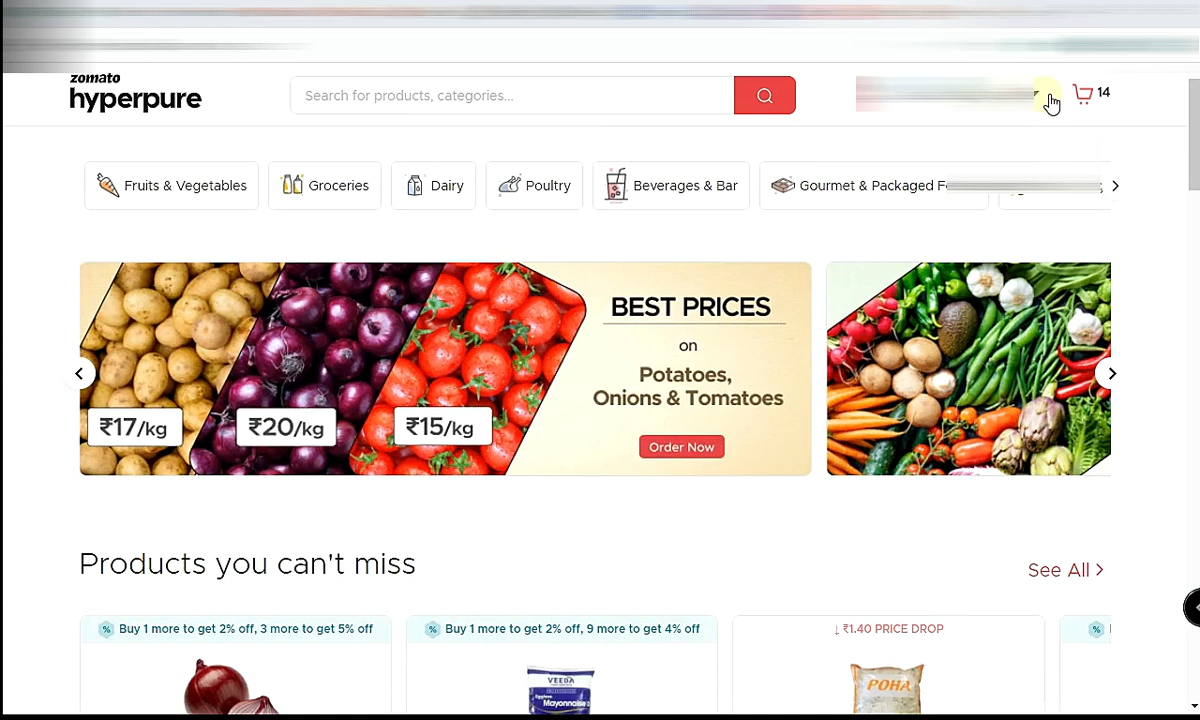 zomato
hyperpure
Search for products, categories...
14
Fruits & Vegetables
Groceries
Dairy
Poultry
Beverages & Bar
Gourmet & Packaged
BEST PRICES
on
Potatoes,
Onions & Tomatoes
Order Now
₹17/kg
₹20/kg
₹15/kg
Products you can't miss
See All >
% Buy 1 more to get 2% off, 3 more to get 5% off
% Buy 1 more to get 2% off, 9 more to get 4% off
↓ ₹1.40 PRICE DROP
%
VEEBA
Eggless
Mayonnaise
POHA